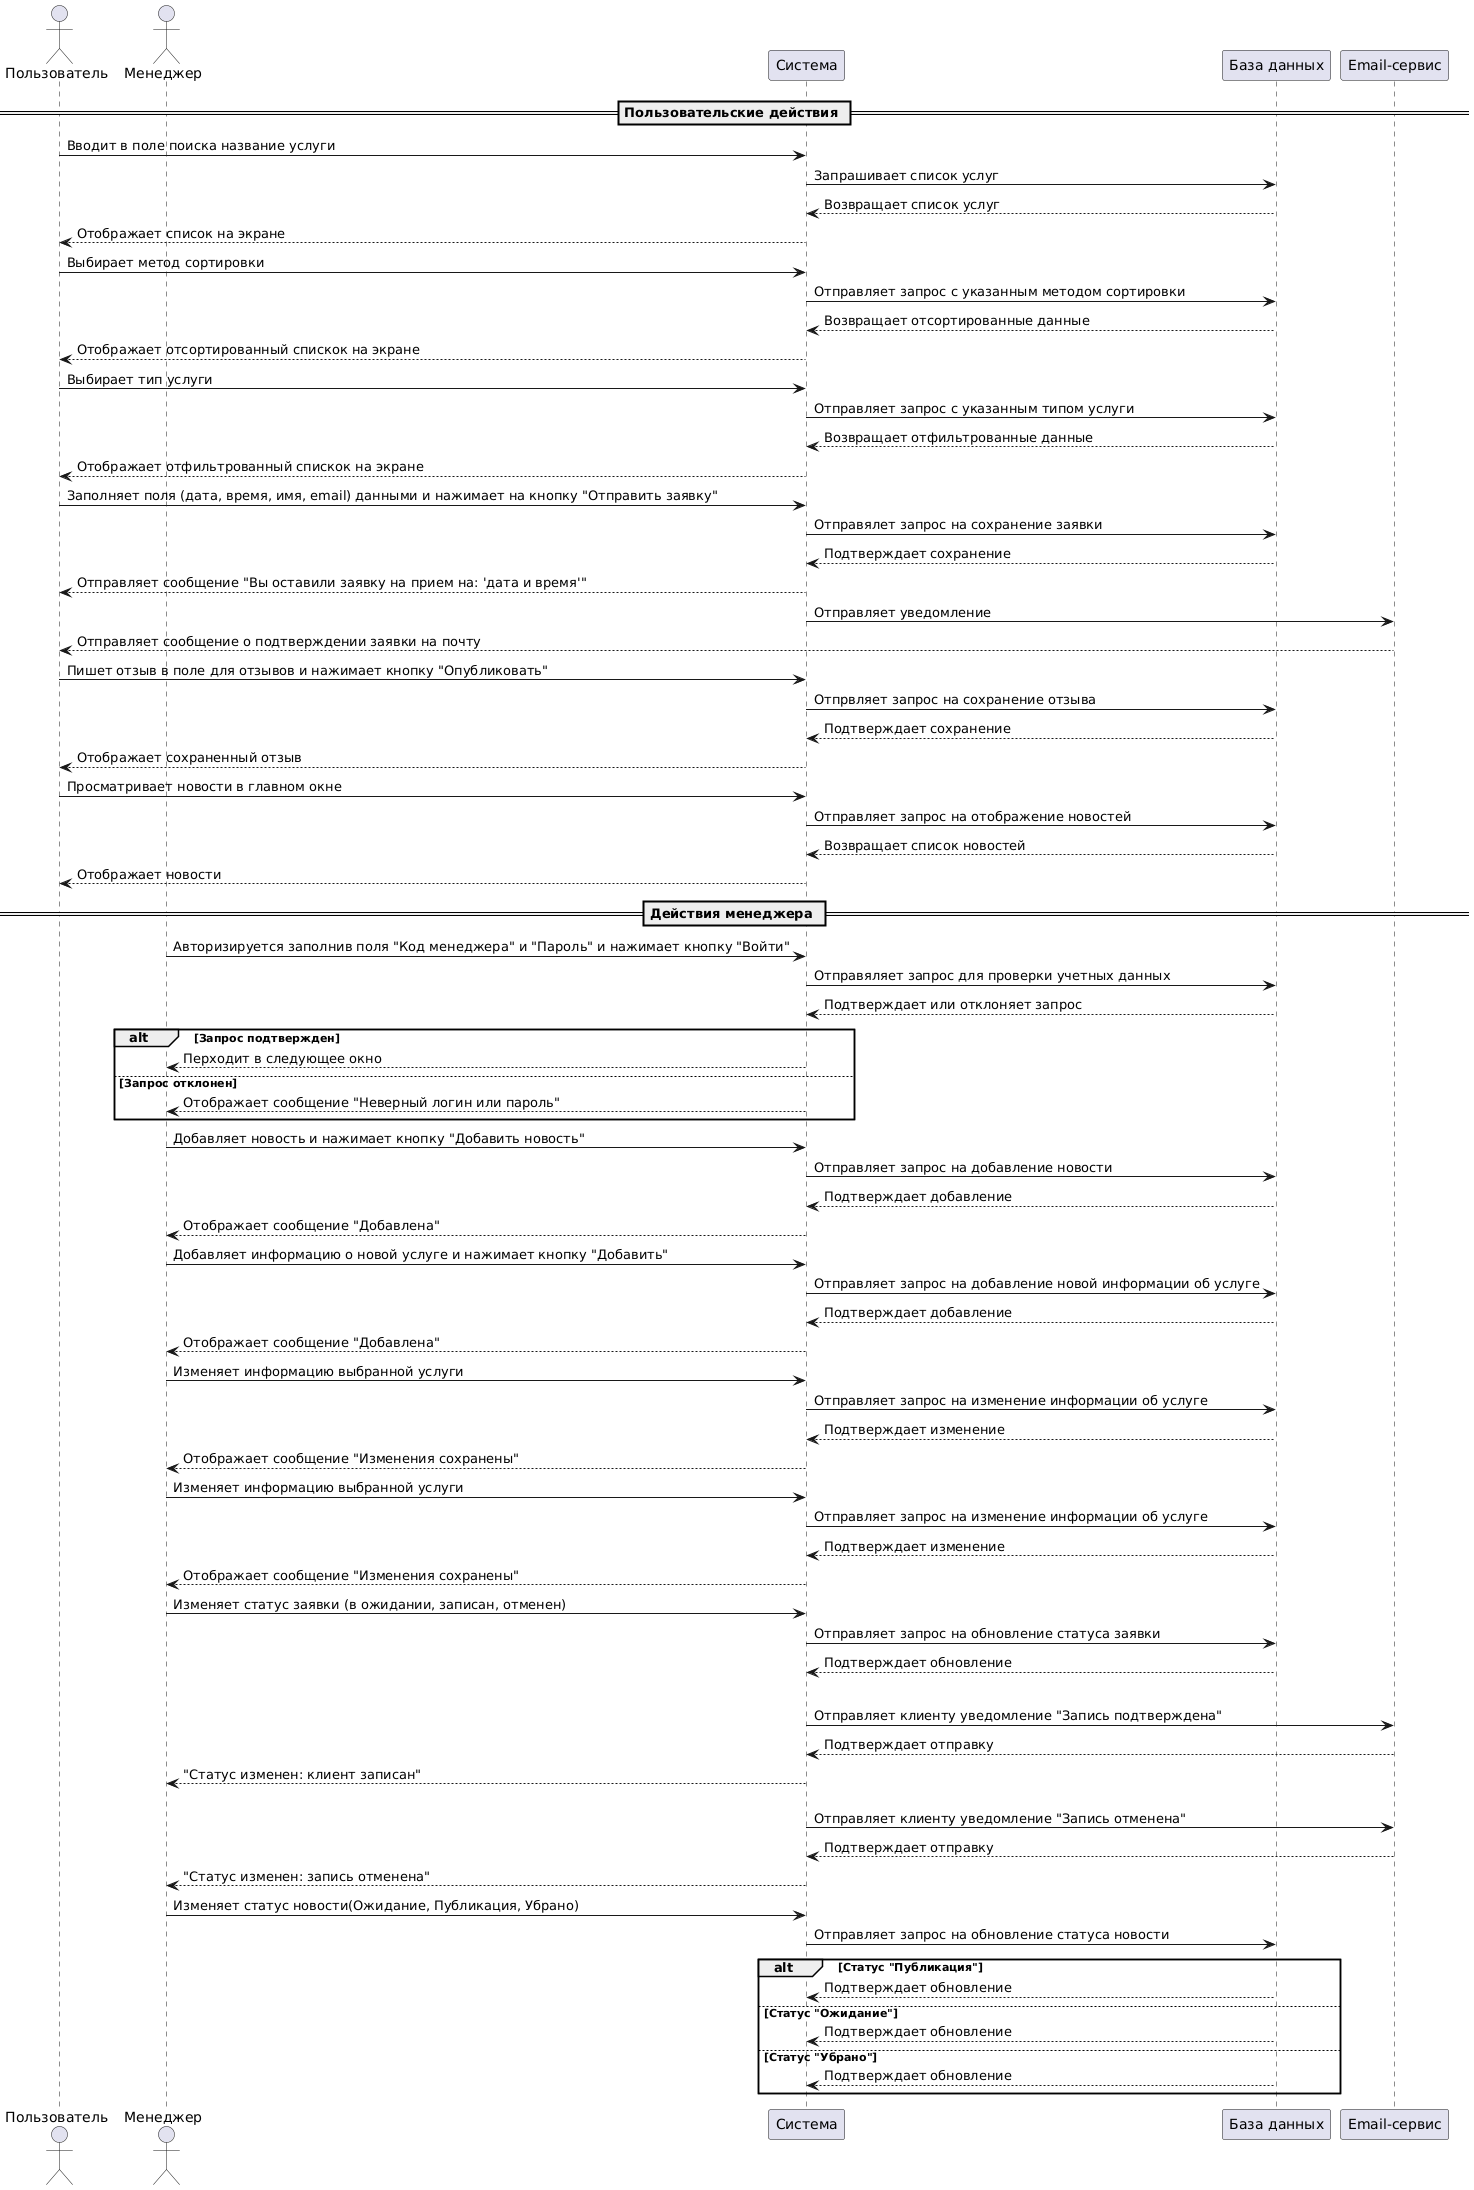 Пользователь
Менеджер
Система
База данных
Email-сервис
Пользовательские действия
Вводит в поле поиска название услуги
Запрашивает список услуг
Возвращает список услуг
Отображает список на экране
Выбирает метод сортировки
Отправляет запрос с указанным методом сортировки
Возвращает отсортированные данные
Отображает отсортированный спискок на экране
Выбирает тип услуги
Отправляет запрос с указанным типом услуги
Возвращает отфильтрованные данные
Отображает отфильтрованный спискок на экране
Заполняет поля (дата, время, имя, email) данными и нажимает на кнопку "Отправить заявку"
Отправялет запрос на сохранение заявки
Подтверждает сохранение
Отправляет сообщение "Вы оставили заявку на прием на: 'дата и время'"
Отправляет уведомление
Отправляет сообщение о подтверждении заявки на почту
Пишет отзыв в поле для отзывов и нажимает кнопку "Опубликовать"
Отпрвляет запрос на сохранение отзыва
Подтверждает сохранение
Отображает сохраненный отзыв
Просматривает новости в главном окне
Отправляет запрос на отображение новостей
Возвращает список новостей
Отображает новости
Действия менеджера
Авторизируется заполнив поля "Код менеджера" и "Пароль" и нажимает кнопку "Войти"
Отправяляет запрос для проверки учетных данных
Подтверждает или отклоняет запрос
alt [Запрос подтвержден]
Перходит в следующее окно
[Запрос отклонен]
Отображает сообщение "Неверный логин или пароль"
Добавляет новость и нажимает кнопку "Добавить новость"
Отправляет запрос на добавление новости
Подтверждает добавление
Отображает сообщение "Добавлена"
Добавляет информацию о новой услуге и нажимает кнопку "Добавить"
Отправляет запрос на добавление новой информации об услуге
Подтверждает добавление
Отображает сообщение "Добавлена"
Изменяет информацию выбранной услуги
Отправляет запрос на изменение информации об услуге
Подтверждает изменение
Отображает сообщение "Изменения сохранены"
Изменяет информацию выбранной услуги
Отправляет запрос на изменение информации об услуге
Подтверждает изменение
Отображает сообщение "Изменения сохранены"
Изменяет статус заявки (в ожидании, записан, отменен)
Отправляет запрос на обновление статуса заявки
Подтверждает обновление
Отправляет клиенту уведомление "Запись подтверждена"
Подтверждает отправку
"Статус изменен: клиент записан"
Отправляет клиенту уведомление "Запись отменена"
Подтверждает отправку
"Статус изменен: запись отменена"
Изменяет статус новости(Ожидание, Публикация, Убрано)
Отправляет запрос на обновление статуса новости
alt [Статус "Публикация"]
Подтверждает обновление
[Статус "Ожидание"]
Подтверждает обновление
[Статус "Убрано"]
Подтверждает обновление
Пользователь
Менеджер
Система
База данных
Email-сервис